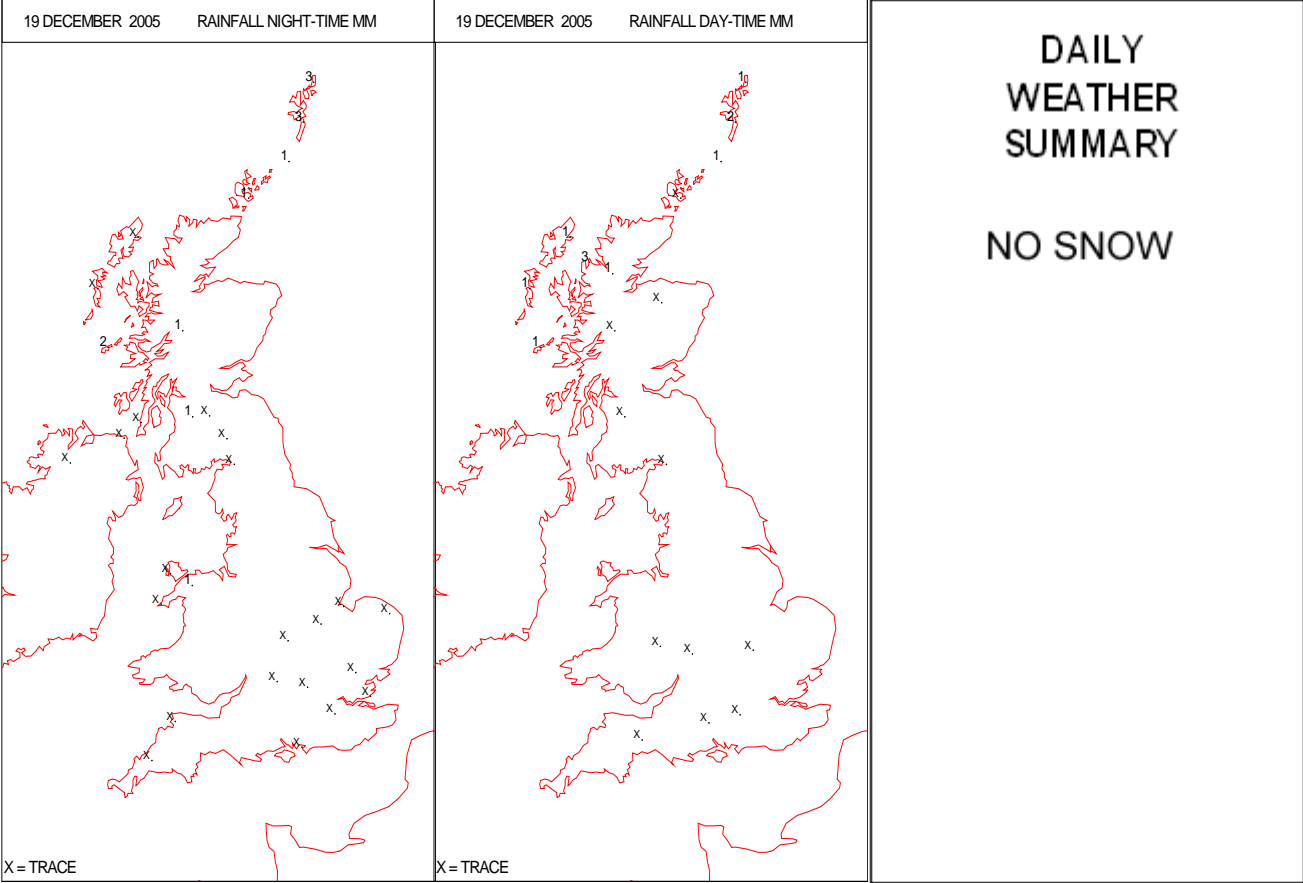 19 DECEMBER 2005 RAINFALL NIGHT-TIME MM
3
3
1
1
X
X
1
2
1 X
X
X
X
X
X
X
1
X
X
X
X
X
X
X
X
X
X
X
X
X
X = TRACE
19 DECEMBER 2005 RAINFALL DAY-TIME MM
1
2
1
X
1
3
1
1
X
X
1
X
X
X
X
X
X
X
X
X = TRACE
DAILY
WEATHER
SUMMARY
NO SNOW